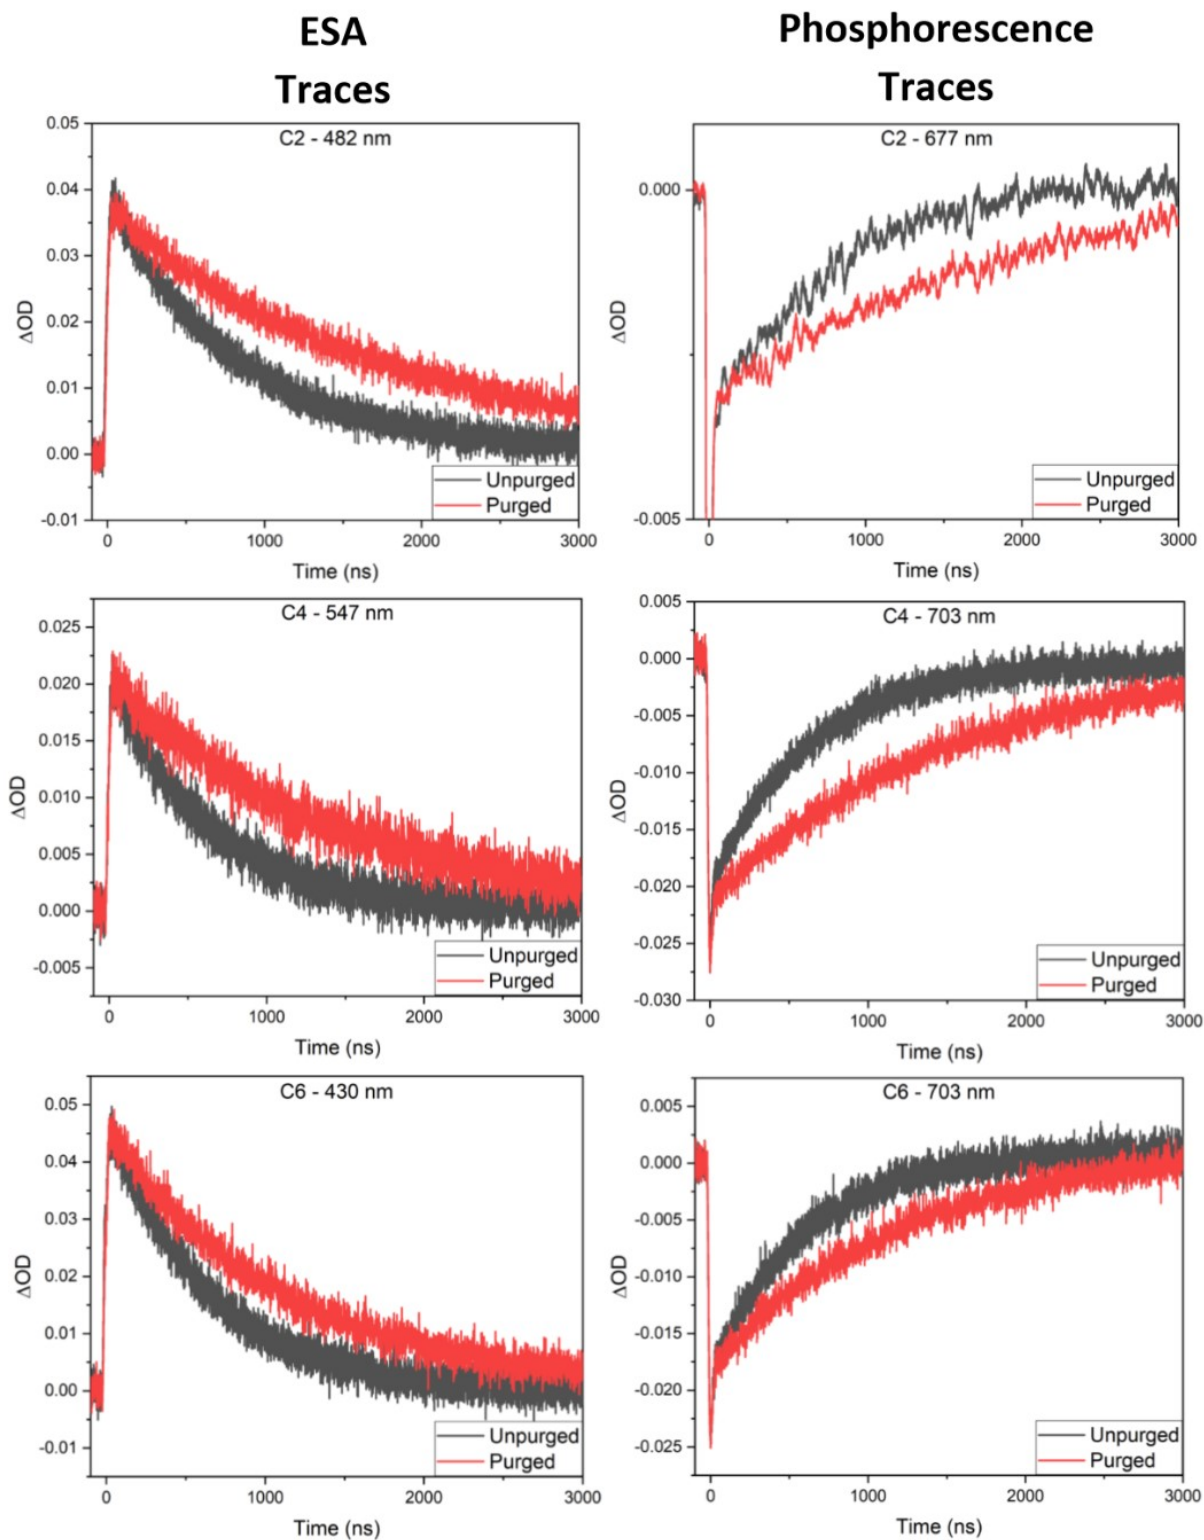 ESA
Traces
Phosphorescence
Traces
C2 - 482 nm
0.05
0.04
0.03
0.02
0.01
0.00
-0.01
ΔOD
Unpurged
Purged
0
1000
2000
3000
Time (ns)
C2 - 677 nm
0.000
-0.005
ΔOD
Unpurged
Purged
0
1000
2000
3000
Time (ns)
C4 - 547 nm
0.025
0.020
0.015
0.010
0.005
0.000
-0.005
ΔOD
Unpurged
Purged
0
1000
2000
3000
Time (ns)
C4 - 703 nm
0.005
0.000
-0.005
-0.010
-0.015
-0.020
-0.025
-0.030
ΔOD
Unpurged
Purged
0
1000
2000
3000
Time (ns)
C6 - 430 nm
0.05
0.04
0.03
0.02
0.01
0.00
-0.01
ΔOD
Unpurged
Purged
0
1000
2000
3000
Time (ns)
C6 - 703 nm
0.005
0.000
-0.005
-0.010
-0.015
-0.020
-0.025
ΔOD
Unpurged
Purged
0
1000
2000
3000
Time (ns)